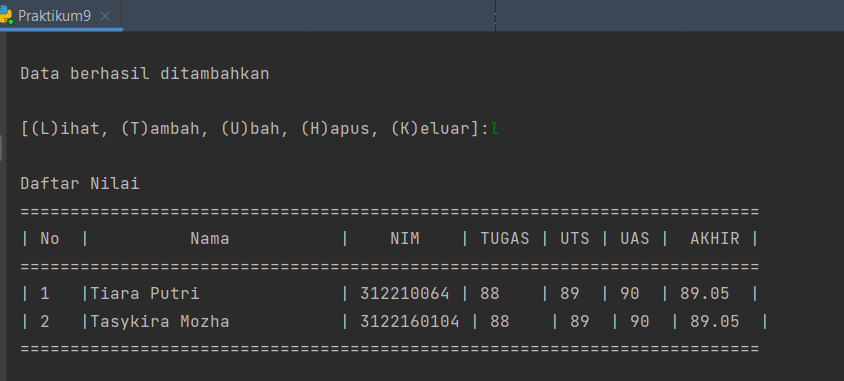 Praktikum9
Data berhasil ditambahkan
[(L)ihat, (T)ambah, (U)bah, (H)apus, (K)eluar]:l
Daftar Nilai
==========================================================================
| No  |          Nama           |    NIM    | TUGAS | UTS | UAS |  AKHIR |
==========================================================================
| 1   |Tiara Putri              | 312210064 | 88    | 89  | 90  | 89.05  |
| 2   |Tasykira Mozha           | 3122160104 | 88    | 89  | 90  | 89.05  |
==========================================================================